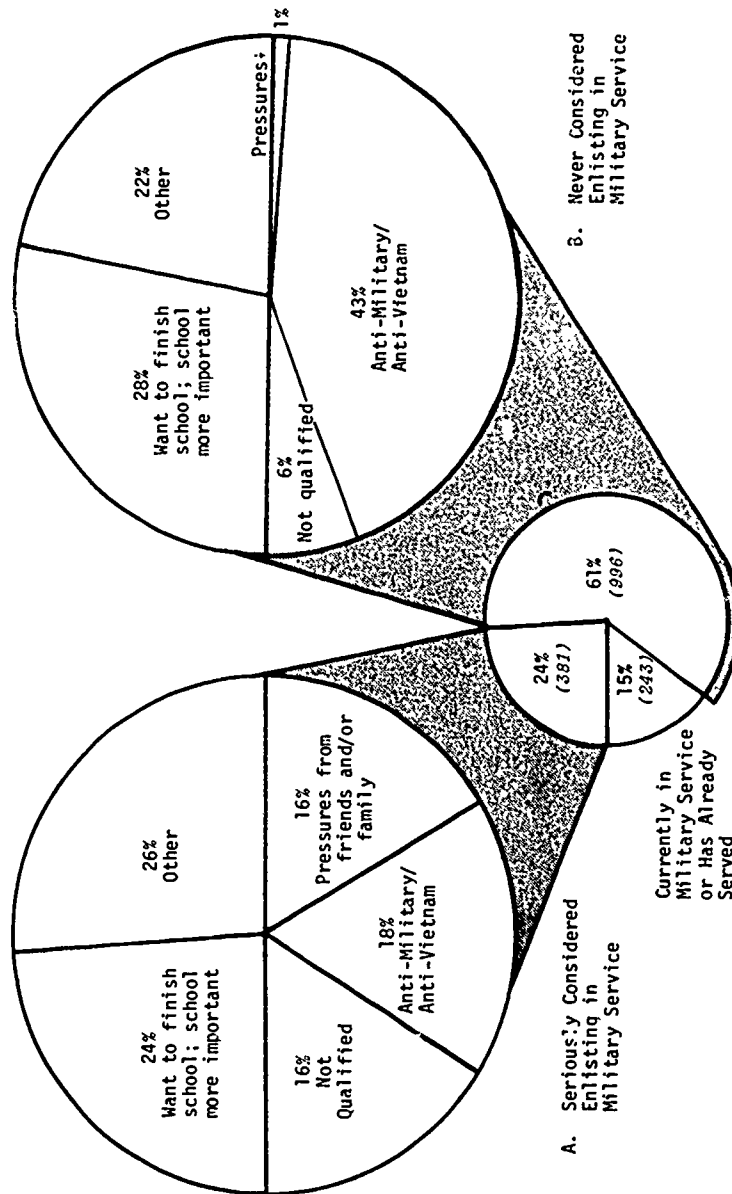 24%
Want to finish
school; school
more important
26%
Other
16%
Not
Qualified
18%
Anti-Military/
Anti-Vietnam
16%
Pressures from
friends and/or
family
A. Seriously Considered
Enlisting in
Military Service
28%
Want to finish
school; school
more important
22%
Other
6%
Not qualified
43%
Anti-Military/
Anti-Vietnam
Pressures;
1%
B. Never Considered
Enlisting in
Military Service
24%
(381)
61%
(996)
15%
(243)
Currently in
Military Service
or Has Already
Served